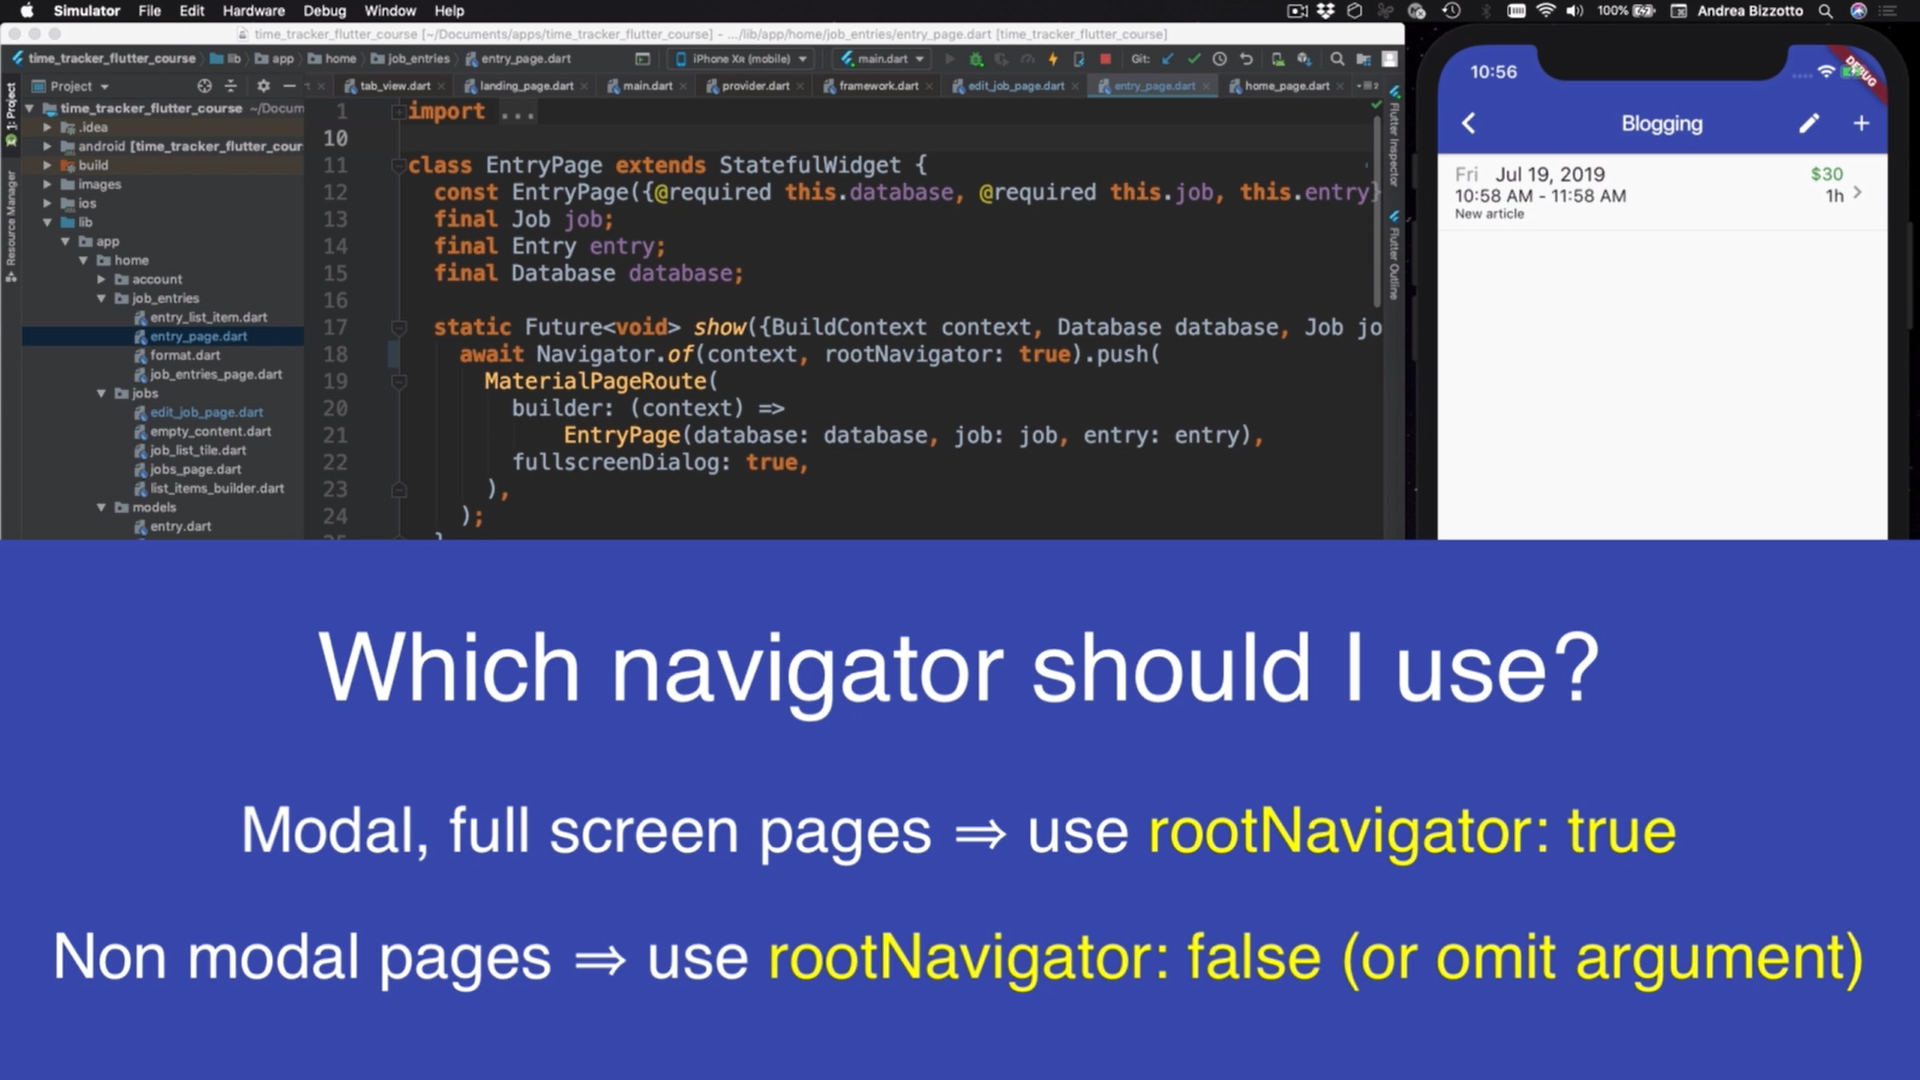 Simulator File Edit Hardware Debug Window Help
100%
Andrea Bizzotto
time_tracker_flutter_course [~/Documents/apps/time_tracker_flutter_course] - .../lib/app/home/job_entries/entry_page.dart [time_tracker_flutter_course]
time_tracker_flutter_course lib app home job_entries entry_page.dart
iPhone Xʀ (mobile) main.dart Git:
Project
tab_view.dart landing_page.dart main.dart provider.dart framework.dart edit_job_page.dart entry_page.dart home_page.dart
1: Project
Resource Manager
time_tracker_flutter_course ~/Docum
.idea
android [time_tracker_flutter_cour
build
images
ios
lib
app
home
account
job_entries
entry_list_item.dart
entry_page.dart
format.dart
job_entries_page.dart
jobs
edit_job_page.dart
empty_content.dart
job_list_tile.dart
jobs_page.dart
list_items_builder.dart
models
entry.dart
1 import ...
10
11 class EntryPage extends StatefulWidget {
12 const EntryPage({@required this.database, @required this.job, this.entry}
13 final Job job;
14 final Entry entry;
15 final Database database;
16
17 static Future<void> show({BuildContext context, Database database, Job jo
18 await Navigator.of(context, rootNavigator: true).push(
19 MaterialPageRoute(
20 builder: (context) =>
21 EntryPage(database: database, job: job, entry: entry),
22 fullscreenDialog: true,
23 ),
24 );
25 }
Flutter Inspector
Flutter Outline
10:56
DEBUG
Blogging
Fri Jul 19, 2019 $30
10:58 AM - 11:58 AM 1h
New article
Which navigator should I use?
Modal, full screen pages ⇒ use rootNavigator: true
Non modal pages ⇒ use rootNavigator: false (or omit argument)